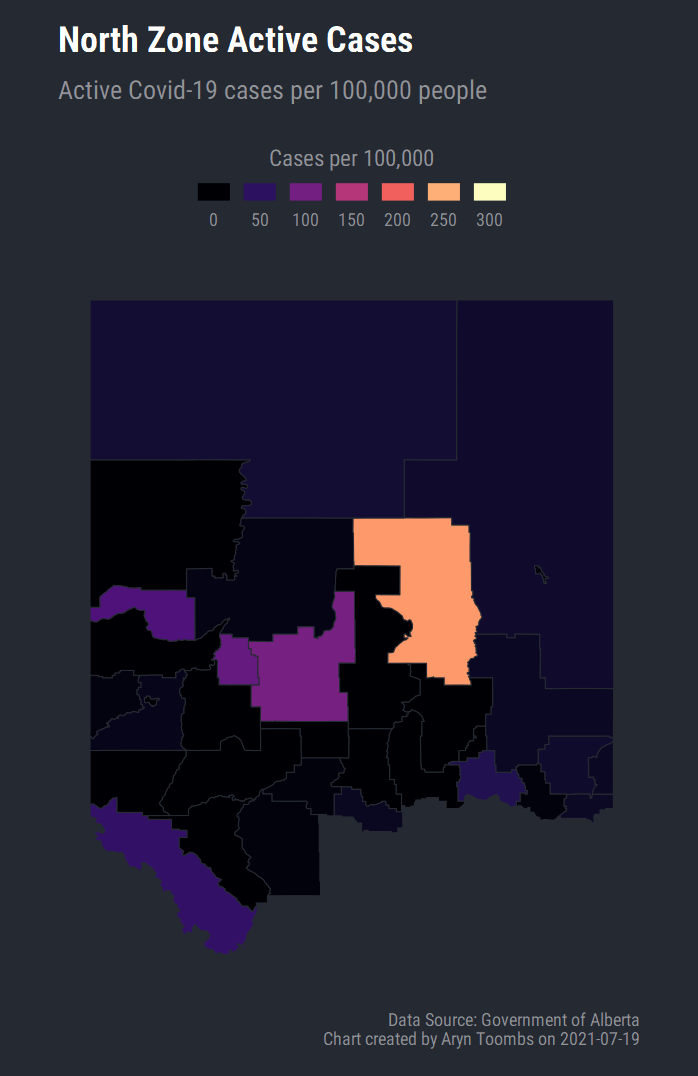 North Zone Active Cases
Active Covid-19 cases per 100,000 people
Cases per 100,000
0 50 100 150 200 250 300
Data Source: Government of Alberta
Chart created by Aryn Toombs on 2021-07-19